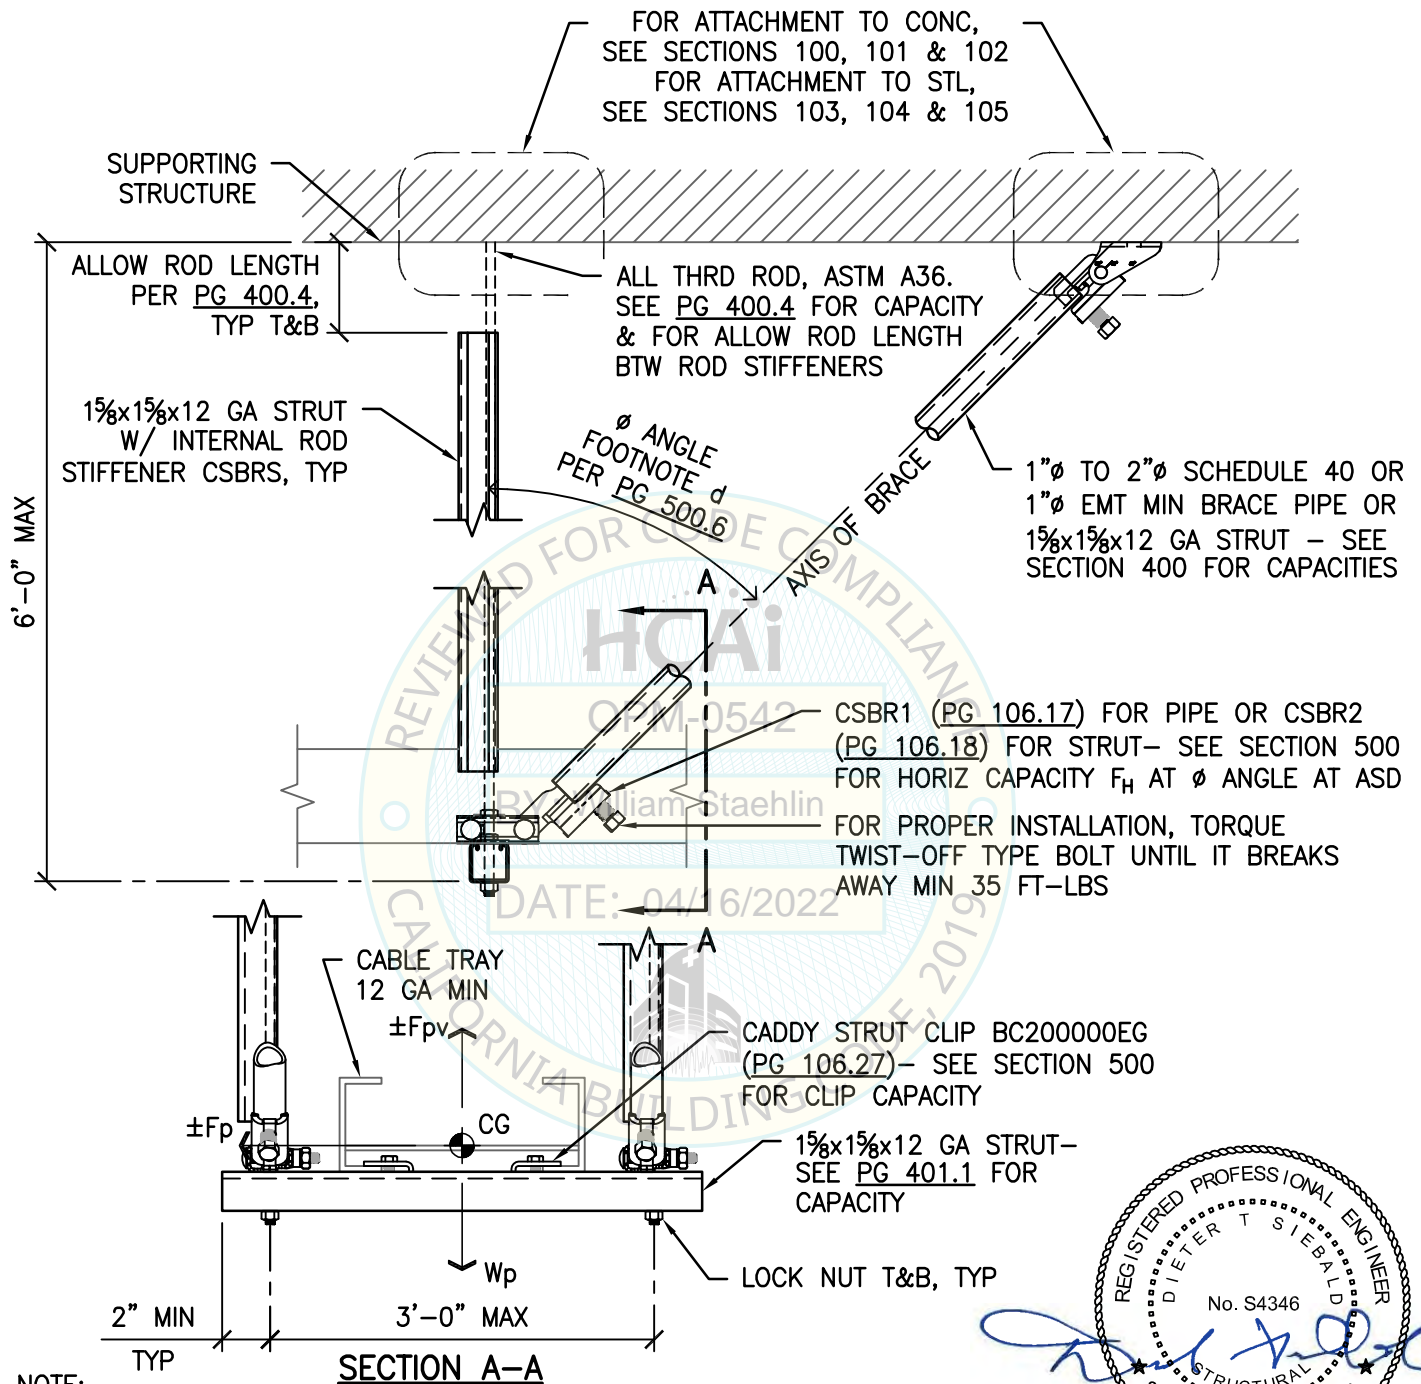 FOR ATTACHMENT TO CONC,
SEE SECTIONS 100, 101 & 102
FOR ATTACHMENT TO STL,
SEE SECTIONS 103, 104 & 105
SUPPORTING
STRUCTURE
ALLOW ROD LENGTH
PER PG 400.4,
TYP T&B
ALL THRD ROD, ASTM A36.
SEE PG 400.4 FOR CAPACITY
& FOR ALLOW ROD LENGTH
BTW ROD STIFFENERS
1⅝x1⅝x12 GA STRUT
W/ INTERNAL ROD
STIFFENER CSBRS, TYP
6'-0" MAX
ø ANGLE
FOOTNOTE d
PER PG 500.6
AXIS OF BRACE
1"ø TO 2"ø SCHEDULE 40 OR
1"ø EMT MIN BRACE PIPE OR
1⅝x1⅝x12 GA STRUT – SEE
SECTION 400 FOR CAPACITIES
A
REVIEWED FOR CODE COMPLIANCE
HCAi
OPM-0542
BY: William Staehlin
DATE: 04/16/2022
CALIFORNIA BUILDING CODE, 2019
CSBR1 (PG 106.17) FOR PIPE OR CSBR2
(PG 106.18) FOR STRUT– SEE SECTION 500
FOR HORIZ CAPACITY FH AT ø ANGLE AT ASD
FOR PROPER INSTALLATION, TORQUE
TWIST–OFF TYPE BOLT UNTIL IT BREAKS
AWAY MIN 35 FT–LBS
A
CABLE TRAY
12 GA MIN
±Fpv
CADDY STRUT CLIP BC200000EG
(PG 106.27)– SEE SECTION 500
FOR CLIP CAPACITY
±Fp
CG
1⅝x1⅝x12 GA STRUT–
SEE PG 401.1 FOR
CAPACITY
Wp
LOCK NUT T&B, TYP
2" MIN
TYP
3'-0" MAX
SECTION A–A
REGISTERED PROFESSIONAL ENGINEER
DIETER T SIEBALD
No. S4346
STRUCTURAL
NOTE: